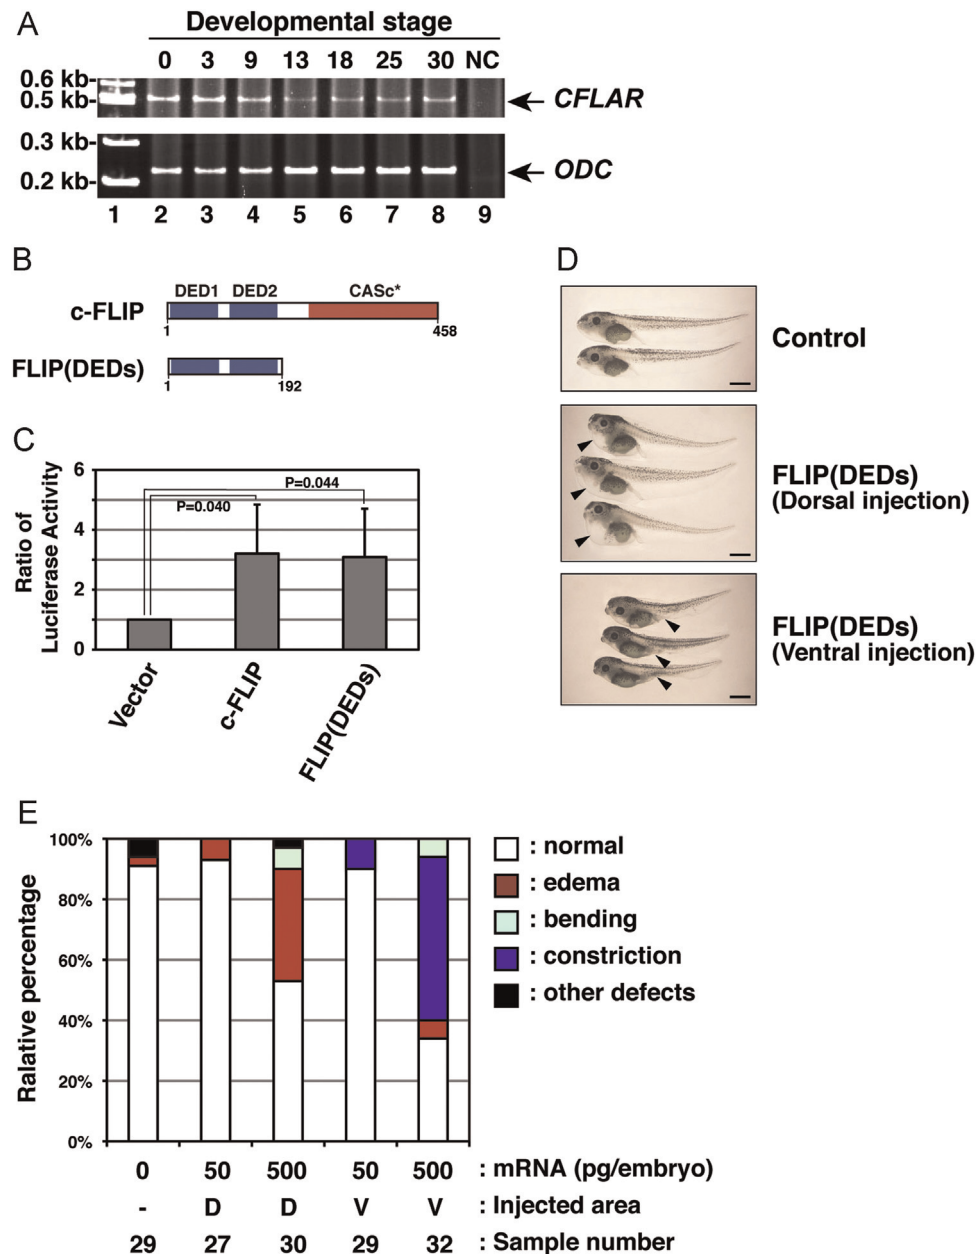 A
Developmental stage
0 3 9 13 18 25 30 NC
0.6 kb-
0.5 kb-
CFLAR
0.3 kb-
0.2 kb-
ODC
1 2 3 4 5 6 7 8 9
B
DED1 DED2 CASc*
c-FLIP
1 458
FLIP(DEDs)
1 192
C
Ratio of
Luciferase Activity
6
4
2
0
P=0.044
P=0.040
Vector
c-FLIP
FLIP(DEDs)
D
Control
FLIP(DEDs)
(Dorsal injection)
FLIP(DEDs)
(Ventral injection)
E
Ralative percentage
100%
80%
60%
40%
20%
0%
: normal
: edema
: bending
: constriction
: other defects
0 50 500 50 500 : mRNA (pg/embryo)
- D D V V : Injected area
29 27 30 29 32 : Sample number